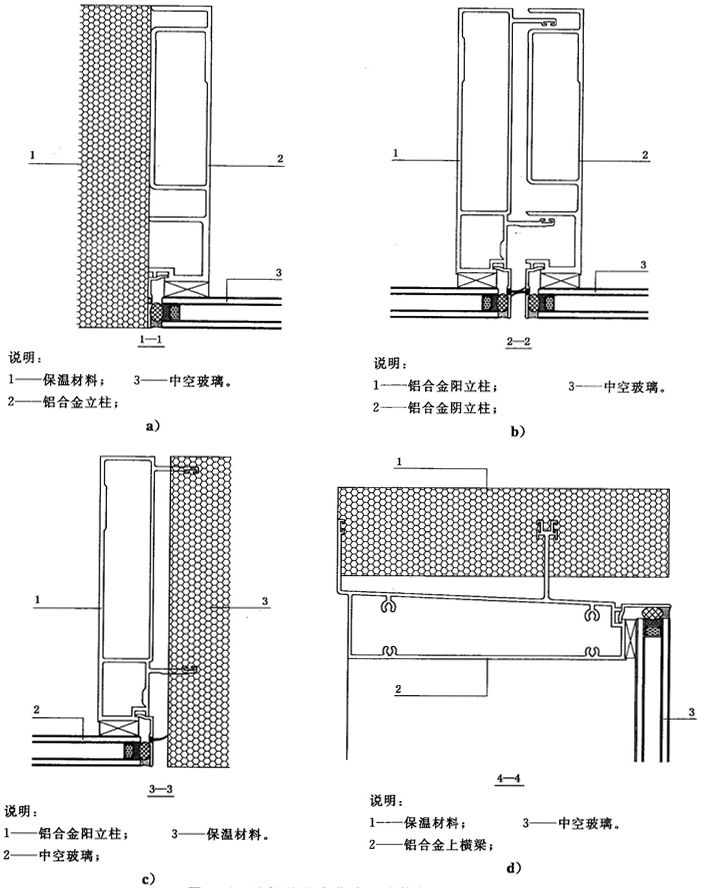 1
2
3
1—1
说明：
1——保温材料； 3——中空玻璃。
2——铝合金立柱；
a）
1
2
3
2—2
说明：
1——铝合金阳立柱； 3——中空玻璃。
2——铝合金阴立柱；
b）
1
3
2
3—3
说明：
1——铝合金阳立柱； 3——保温材料。
2——中空玻璃；
c）
1
2
3
4—4
说明：
1——保温材料； 3——中空玻璃。
2——铝合金上横梁；
d）